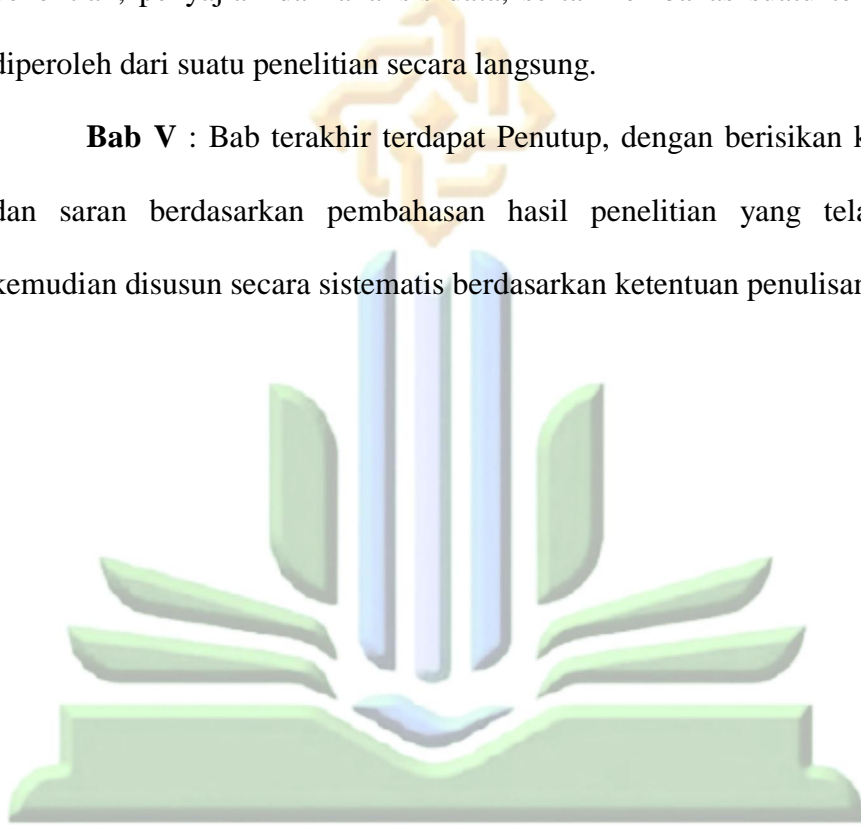 diperoleh dari suatu penelitian secara langsung.
Bab V : Bab terakhir terdapat Penutup, dengan berisikan
dan saran berdasarkan pembahasan hasil penelitian yang
kemudian disusun secara sistematis berdasarkan ketentuan penulisan